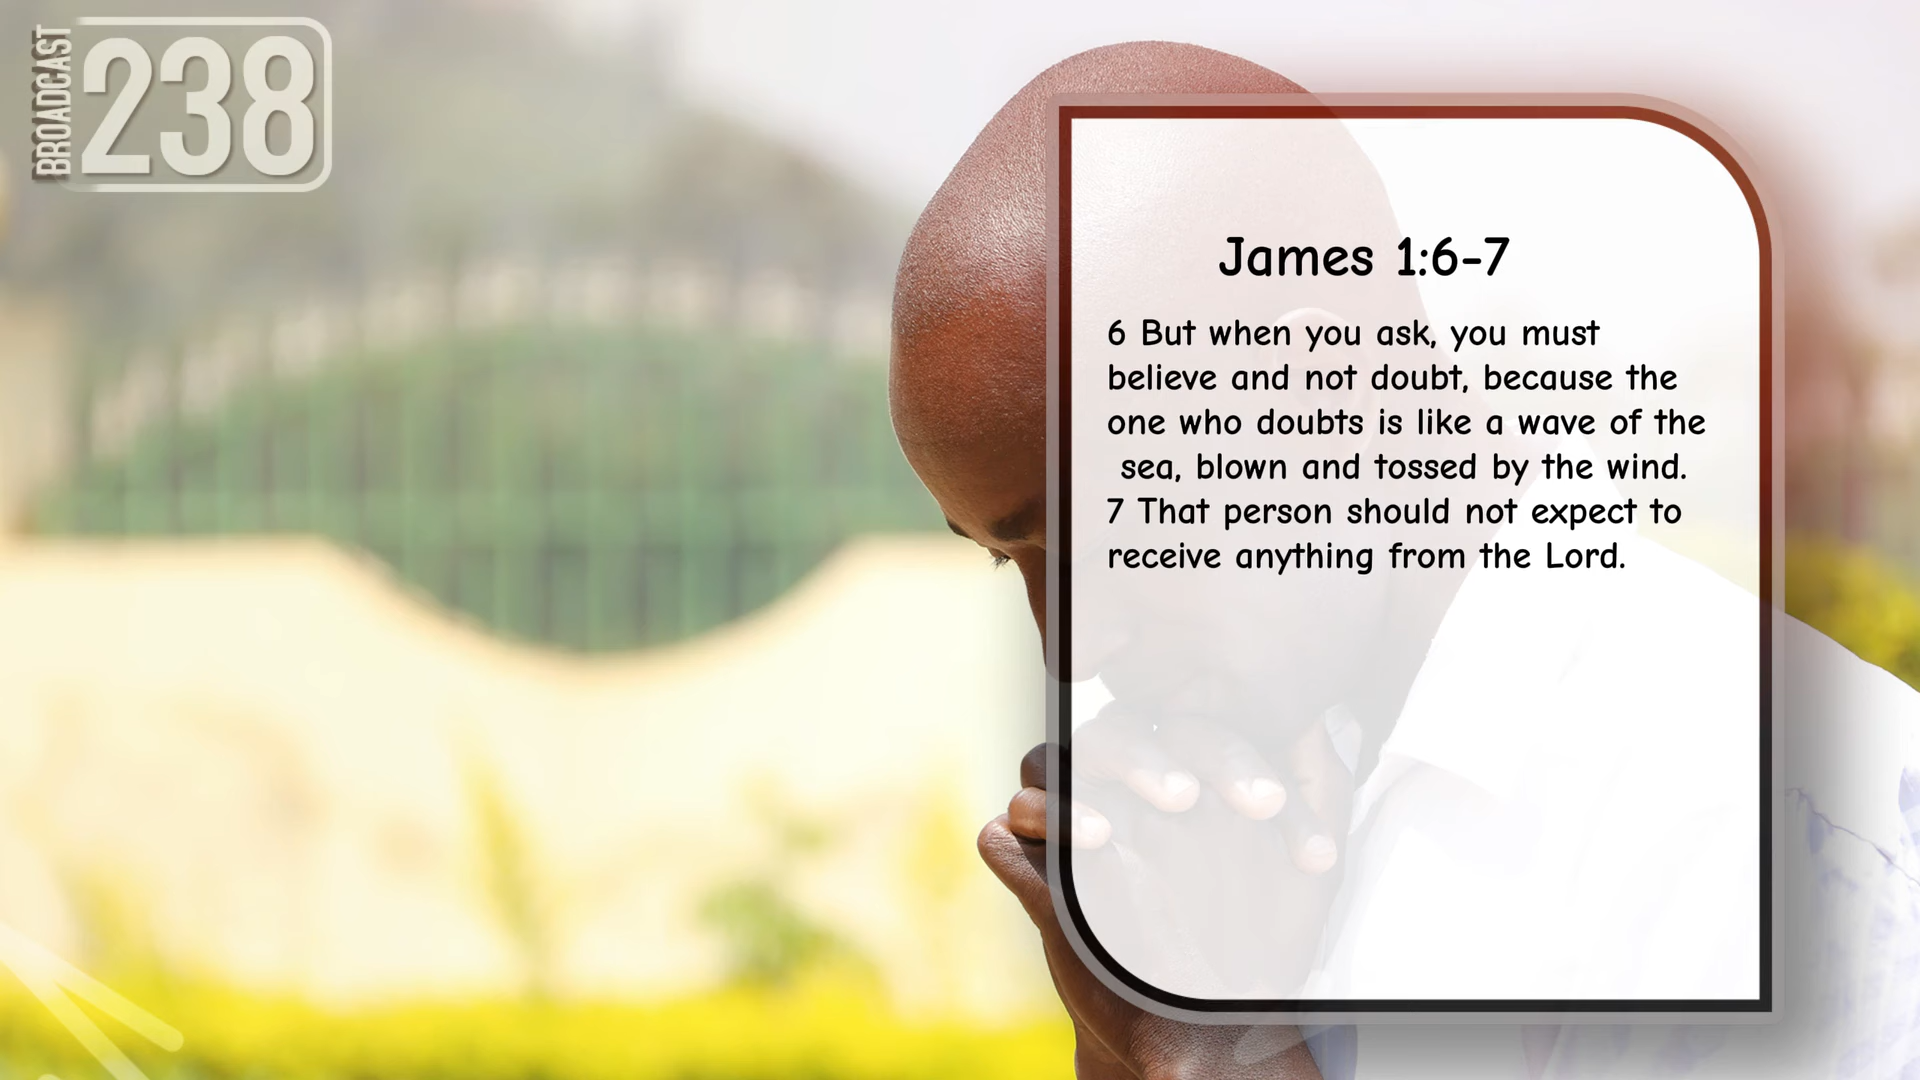 BROADCAST
238
James 1:6-7
6 But when you ask, you must
believe and not doubt, because the
one who doubts is like a wave of the
sea, blown and tossed by the wind.
7 That person should not expect to
receive anything from the Lord.